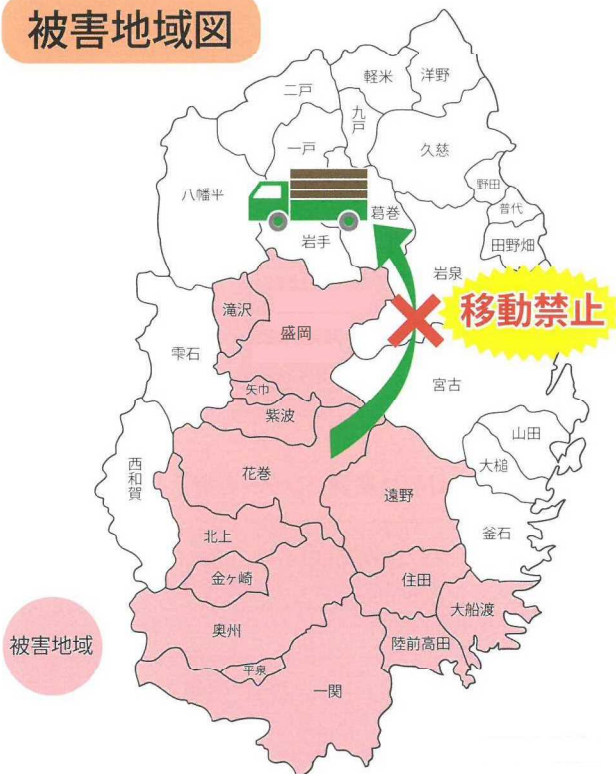 被害地域図
洋野
軽米
二戸
九戸
一戸
久慈
八幡平
野田
葛巻
普代
岩手
田野畑
岩泉
移動禁止
滝沢
盛岡
雫石
宮古
矢巾
紫波
山田
大槌
西和賀
花巻
遠野
釜石
北上
金ヶ崎
住田
大船渡
奥州
陸前高田
被害地域
平泉
一関